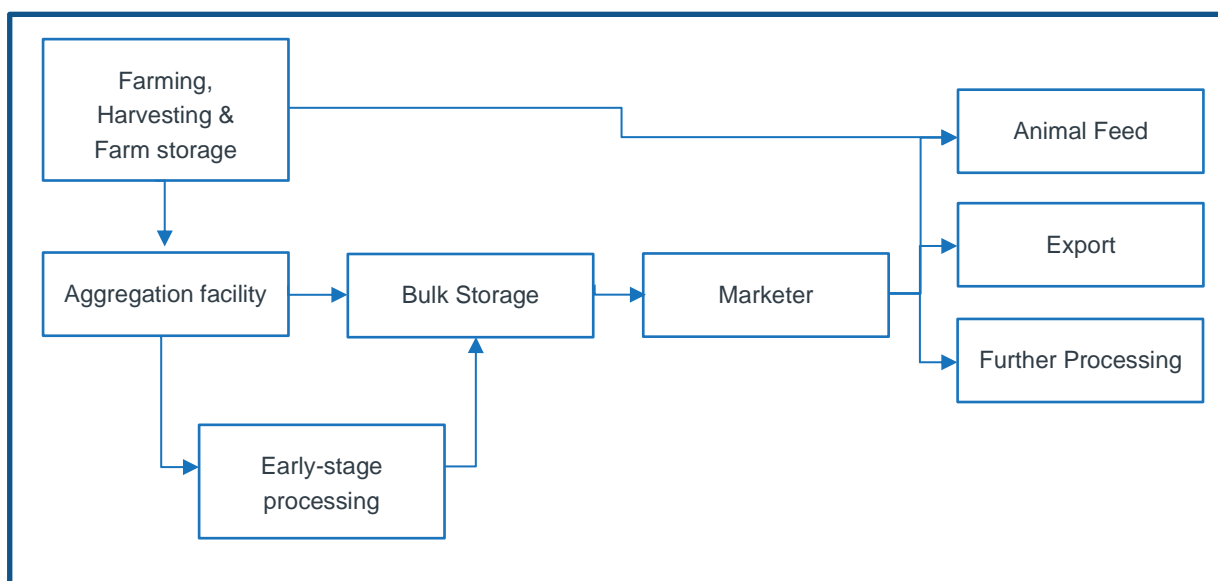 Farming,
Harvesting &
Farm storage
Animal Feed
Export
Aggregation facility
Bulk Storage
Marketer
Further Processing
Early-stage
processing